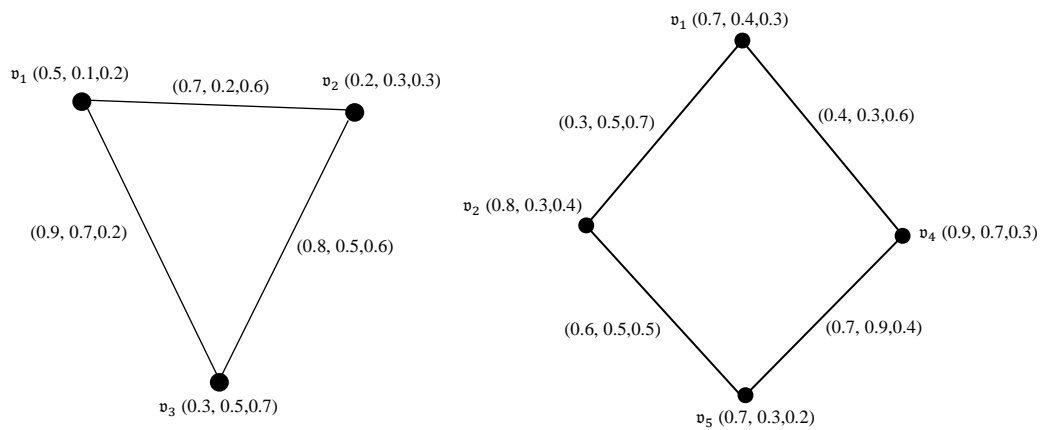 𝔳₁ (0.5, 0.1,0.2)
(0.7, 0.2,0.6)
𝔳₂ (0.2, 0.3,0.3)
(0.9, 0.7,0.2)
(0.8, 0.5,0.6)
𝔳₃ (0.3, 0.5,0.7)
𝔳₁ (0.7, 0.4,0.3)
(0.3, 0.5,0.7)
(0.4, 0.3,0.6)
𝔳₂ (0.8, 0.3,0.4)
𝔳₄ (0.9, 0.7,0.3)
(0.6, 0.5,0.5)
(0.7, 0.9,0.4)
𝔳₅ (0.7, 0.3,0.2)